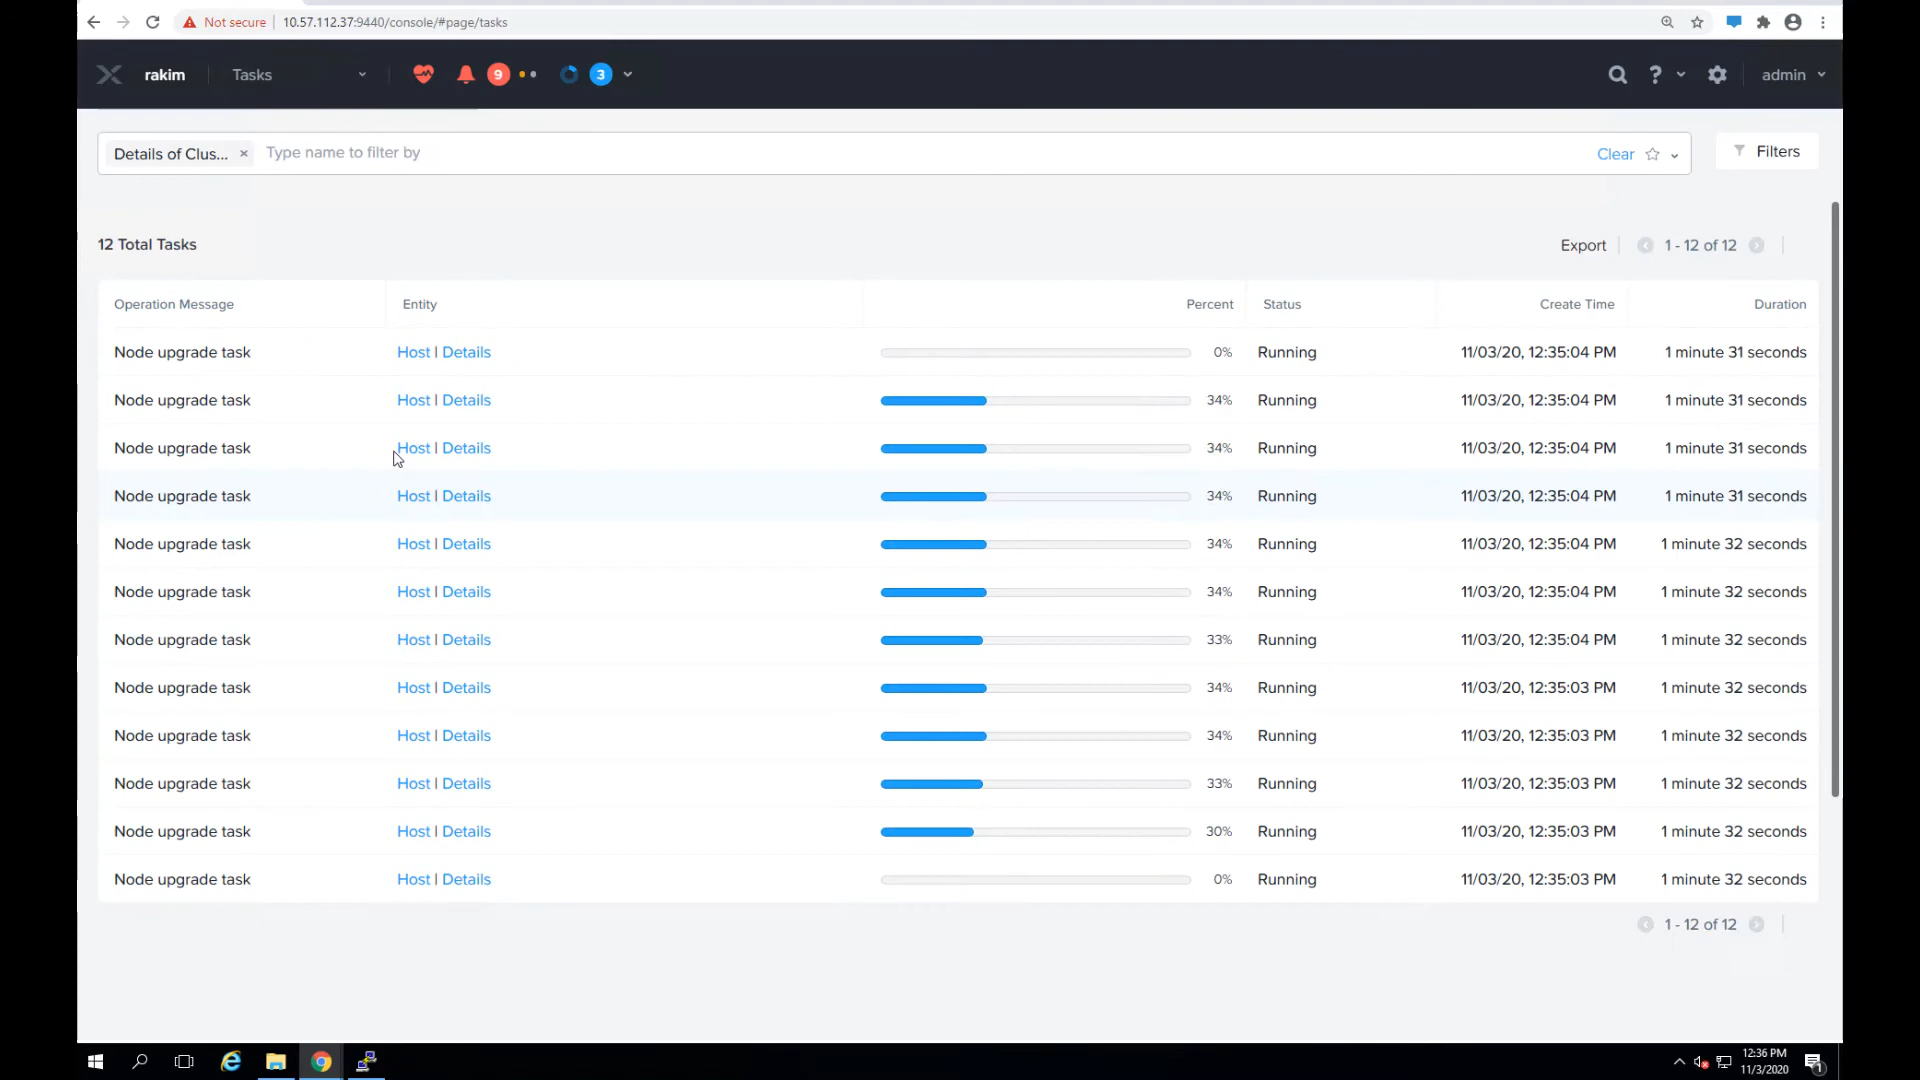 Not secure 10.57.112.37:9440/console/#page/tasks
rakim Tasks 9 3 ? admin
Details of Clus... × Type name to filter by Clear Filters
12 Total Tasks Export 1 - 12 of 12
Operation Message Entity Percent Status Create Time Duration
Node upgrade task Host | Details 0% Running 11/03/20, 12:35:04 PM 1 minute 31 seconds
Node upgrade task Host | Details 34% Running 11/03/20, 12:35:04 PM 1 minute 31 seconds
Node upgrade task Host | Details 34% Running 11/03/20, 12:35:04 PM 1 minute 31 seconds
Node upgrade task Host | Details 34% Running 11/03/20, 12:35:04 PM 1 minute 31 seconds
Node upgrade task Host | Details 34% Running 11/03/20, 12:35:04 PM 1 minute 32 seconds
Node upgrade task Host | Details 34% Running 11/03/20, 12:35:04 PM 1 minute 32 seconds
Node upgrade task Host | Details 33% Running 11/03/20, 12:35:04 PM 1 minute 32 seconds
Node upgrade task Host | Details 34% Running 11/03/20, 12:35:03 PM 1 minute 32 seconds
Node upgrade task Host | Details 34% Running 11/03/20, 12:35:03 PM 1 minute 32 seconds
Node upgrade task Host | Details 33% Running 11/03/20, 12:35:03 PM 1 minute 32 seconds
Node upgrade task Host | Details 30% Running 11/03/20, 12:35:03 PM 1 minute 32 seconds
Node upgrade task Host | Details 0% Running 11/03/20, 12:35:03 PM 1 minute 32 seconds
1 - 12 of 12
12:36 PM
11/3/2020 1